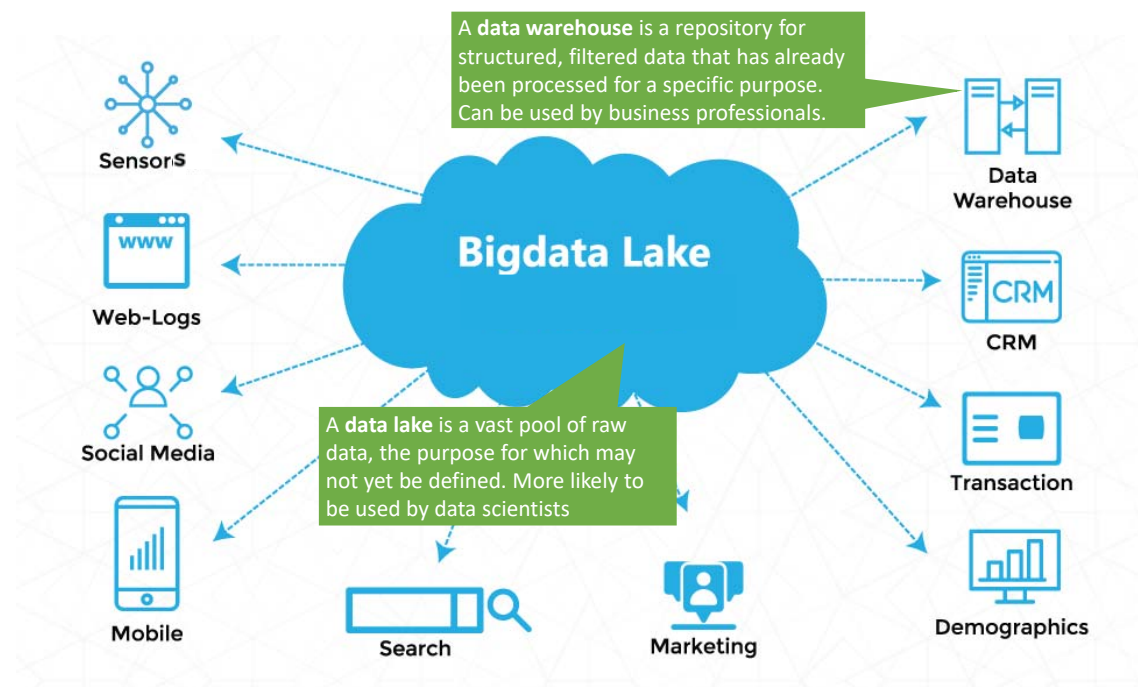 A data warehouse is a repository for
structured, filtered data that has already
been processed for a specific purpose.
Can be used by business professionals.
Sensors
Data
Warehouse
WWW
Web-Logs
Bigdata Lake
CRM
CRM
Social Media
A data lake is a vast pool of raw
data, the purpose for which may
not yet be defined. More likely to
be used by data scientists
Transaction
Mobile
Search
Marketing
Demographics